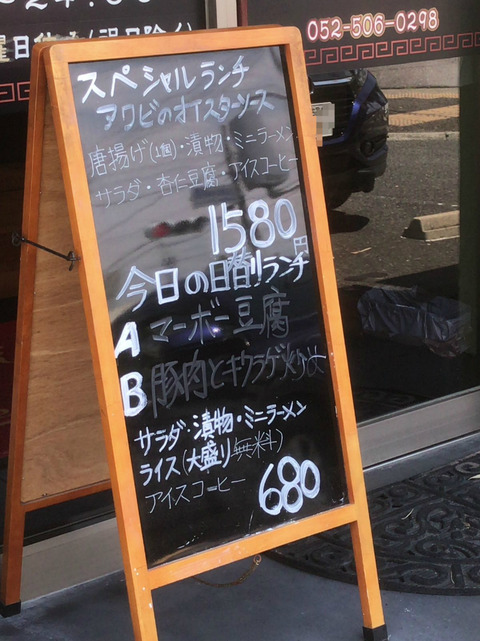 052-506-0298
スペシャルランチ
アワビのオイスターソース
唐揚げ(1個)・漬物・ミニラーメン
サラダ・杏仁豆腐・アイスコーヒー
1580円
今日の日替りランチ
A マーボー豆腐
B 豚肉とキクラゲ炒め
サラダ・漬物・ミニラーメン
ライス(大盛り無料)
アイスコーヒー 680